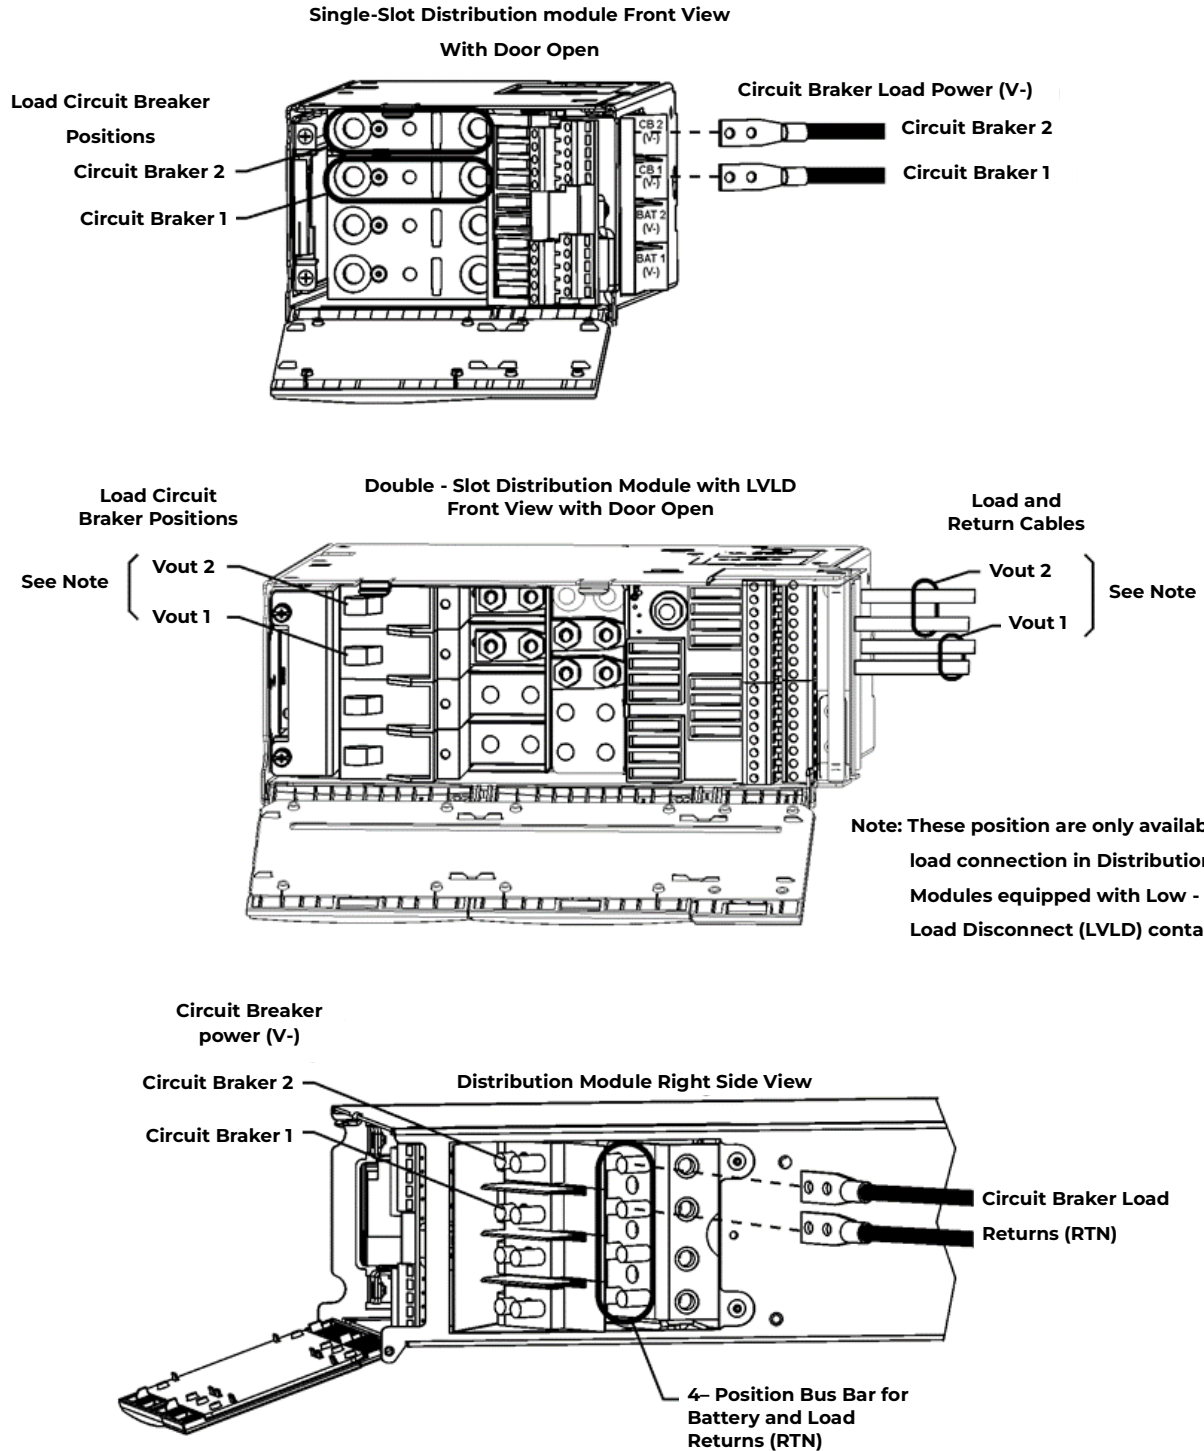 Single-Slot Distribution module Front View
With Door Open
Load Circuit Breaker
Positions
Circuit Braker 2
Circuit Braker 1
Circuit Braker Load Power (V-)
Circuit Braker 2
Circuit Braker 1
CB 2
(V-)
CB 1
(V-)
BAT 2
(V-)
BAT 1
(V-)
Double - Slot Distribution Module with LVLD
Front View with Door Open
Load Circuit
Braker Positions
See Note
Vout 2
Vout 1
Load and
Return Cables
Vout 2
Vout 1
See Note
Note: These position are only availab
load connection in Distribution
Modules equipped with Low -
Load Disconnect (LVLD) conta
Circuit Breaker
power (V-)
Circuit Braker 2
Circuit Braker 1
Distribution Module Right Side View
Circuit Braker Load
Returns (RTN)
4– Position Bus Bar for
Battery and Load
Returns (RTN)